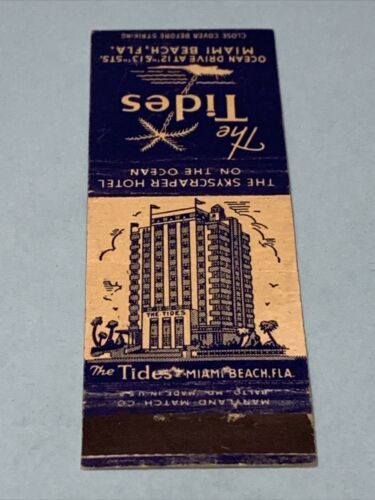 CLOSE COVER BEFORE STRIKING
MIAMI BEACH, FLA.
OCEAN DRIVE AT 12TH & 13TH STS.
The
Tides
THE SKYSCRAPER HOTEL
ON THE OCEAN
THE TIDES
The Tides MIAMI BEACH, FLA.
MARYLAND MATCH CO.
BALTO. MD. MADE IN U.S.A.